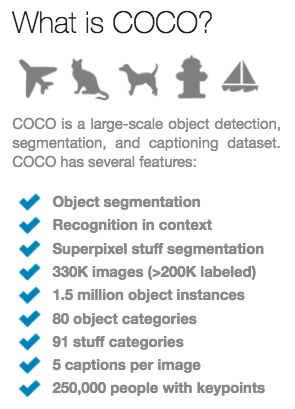 What is COCO?
COCO is a large-scale object detection,
segmentation, and captioning dataset.
COCO has several features:
Object segmentation
Recognition in context
Superpixel stuff segmentation
330K images (>200K labeled)
1.5 million object instances
80 object categories
91 stuff categories
5 captions per image
250,000 people with keypoints